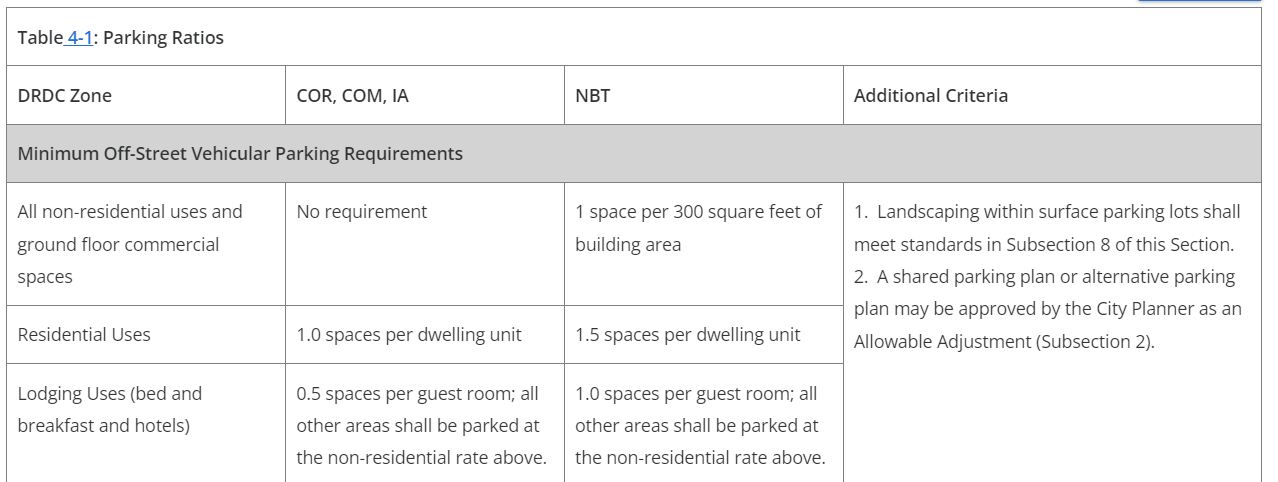 Table 4-1: Parking Ratios
DRDC Zone
COR, COM, IA
NBT
Additional Criteria
Minimum Off-Street Vehicular Parking Requirements
All non-residential uses and
ground floor commercial
spaces
No requirement
1 space per 300 square feet of
building area
1. Landscaping within surface parking lots shall
meet standards in Subsection 8 of this Section.
2. A shared parking plan or alternative parking
plan may be approved by the City Planner as an
Allowable Adjustment (Subsection 2).
Residential Uses
1.0 spaces per dwelling unit
1.5 spaces per dwelling unit
Lodging Uses (bed and
breakfast and hotels)
0.5 spaces per guest room; all
other areas shall be parked at
the non-residential rate above.
1.0 spaces per guest room; all
other areas shall be parked at
the non-residential rate above.